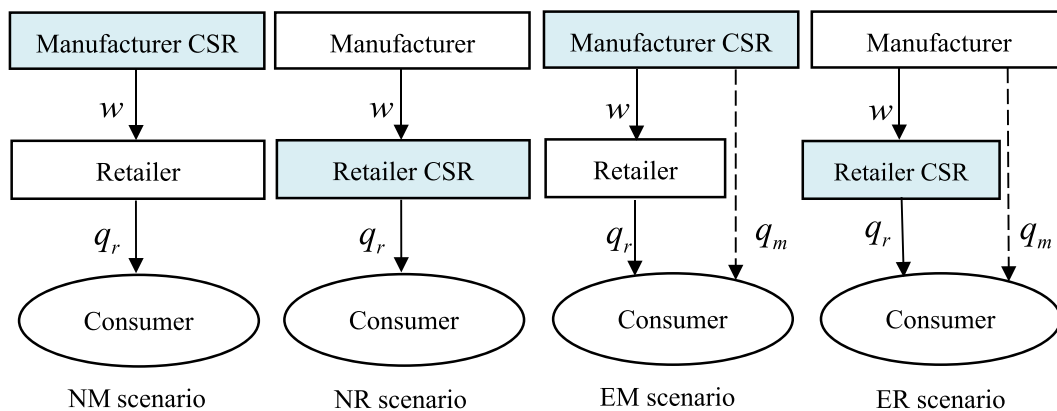 Manufacturer CSR
w
Retailer
q_r
Consumer
NM scenario
Manufacturer
w
Retailer CSR
q_r
Consumer
NR scenario
Manufacturer CSR
w
Retailer
q_r
q_m
Consumer
EM scenario
Manufacturer
w
Retailer CSR
q_r
q_m
Consumer
ER scenario